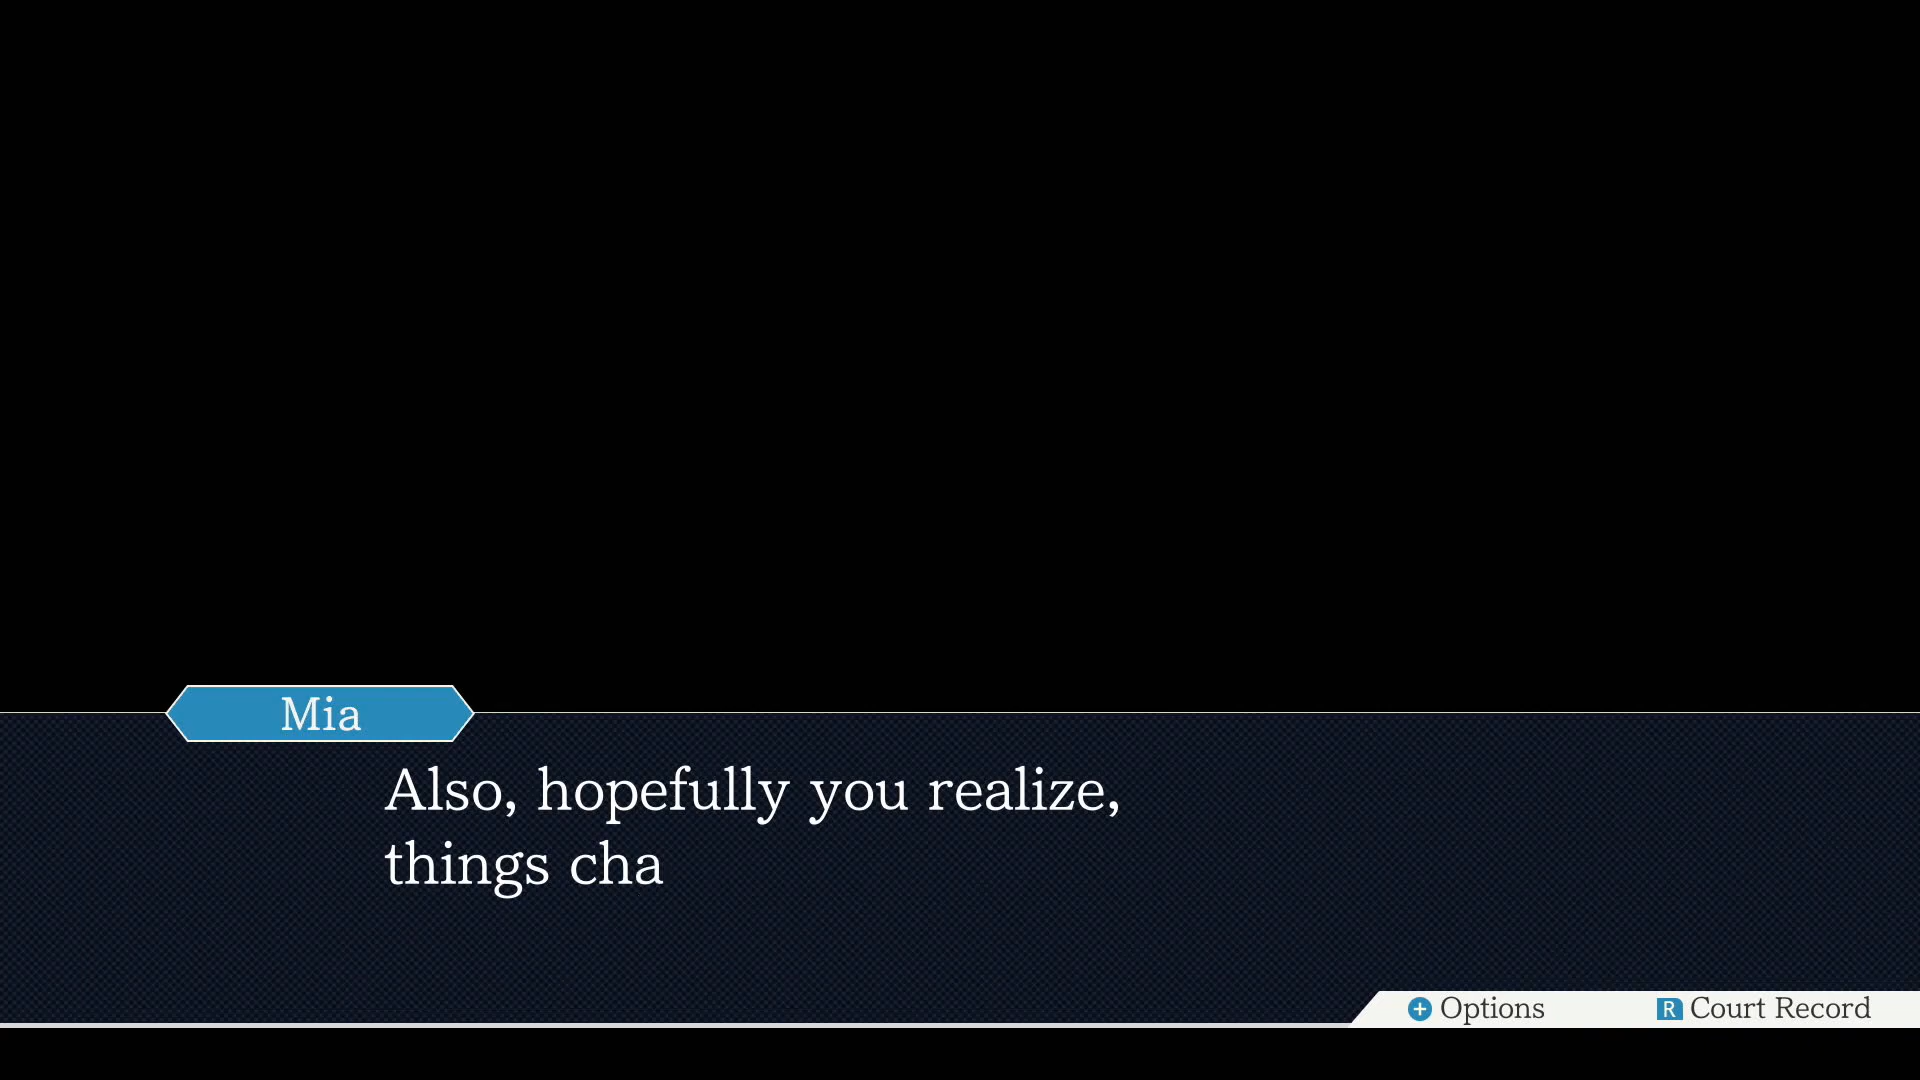 Mia
Also, hopefully you realize,
things cha
+ Options
R Court Record